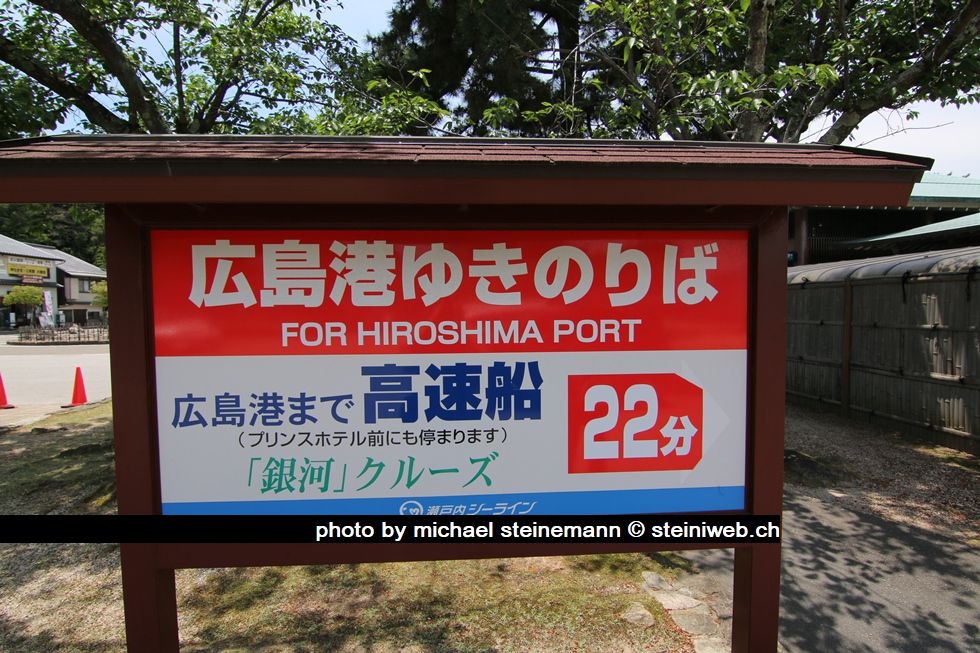 広島港ゆきのりば
FOR HIROSHIMA PORT
広島港まで 高速船
22分
(プリンスホテル前にも停まります)
「銀河」クルーズ
瀬戸内シーライン
photo by michael steinemann © steiniweb.ch